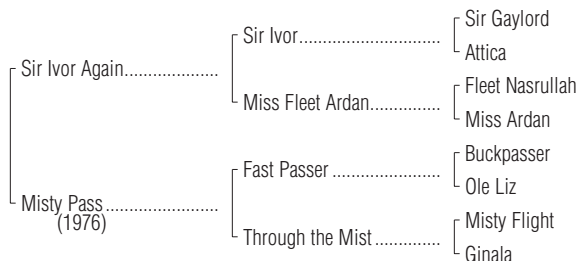 Sir Gaylord
Sir Ivor
Attica
Sir Ivor Again
Fleet Nasrullah
Miss Fleet Ardan
Miss Ardan
Buckpasser
Fast Passer
Ole Liz
Misty Pass
(1976)
Misty Flight
Through the Mist
Ginala